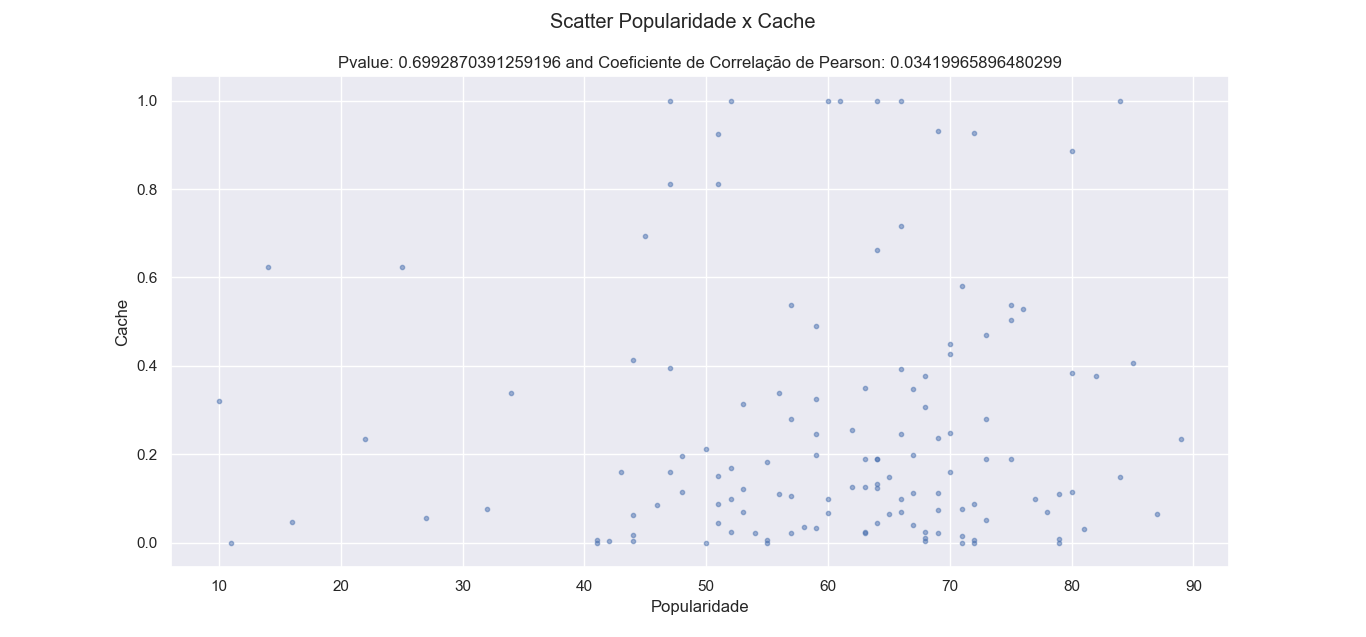 Scatter Popularidade x Cache
Pvalue: 0.6992870391259196 and Coeficiente de Correlação de Pearson: 0.03419965896480299
1.0
0.8
0.6
0.4
0.2
0.0
Cache
10 20 30 40 50 60 70 80 90
Popularidade